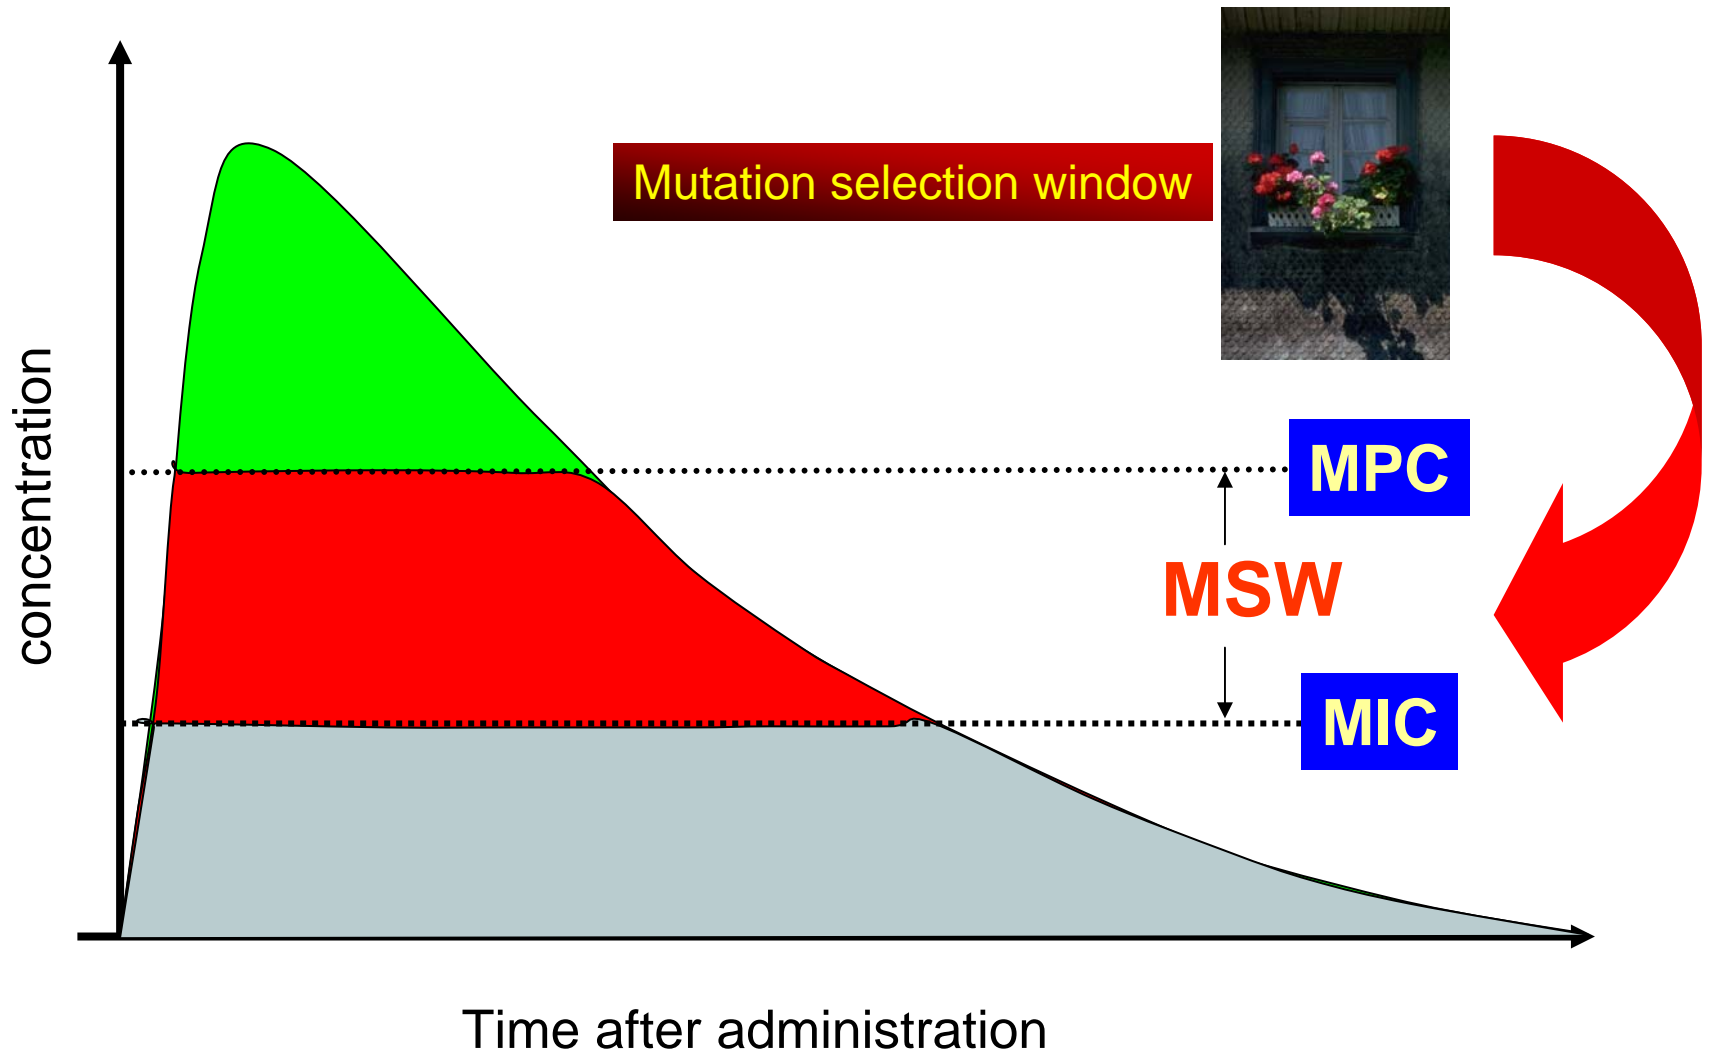 Mutation selection window
concentration
MPC
MSW
MIC
Time after administration